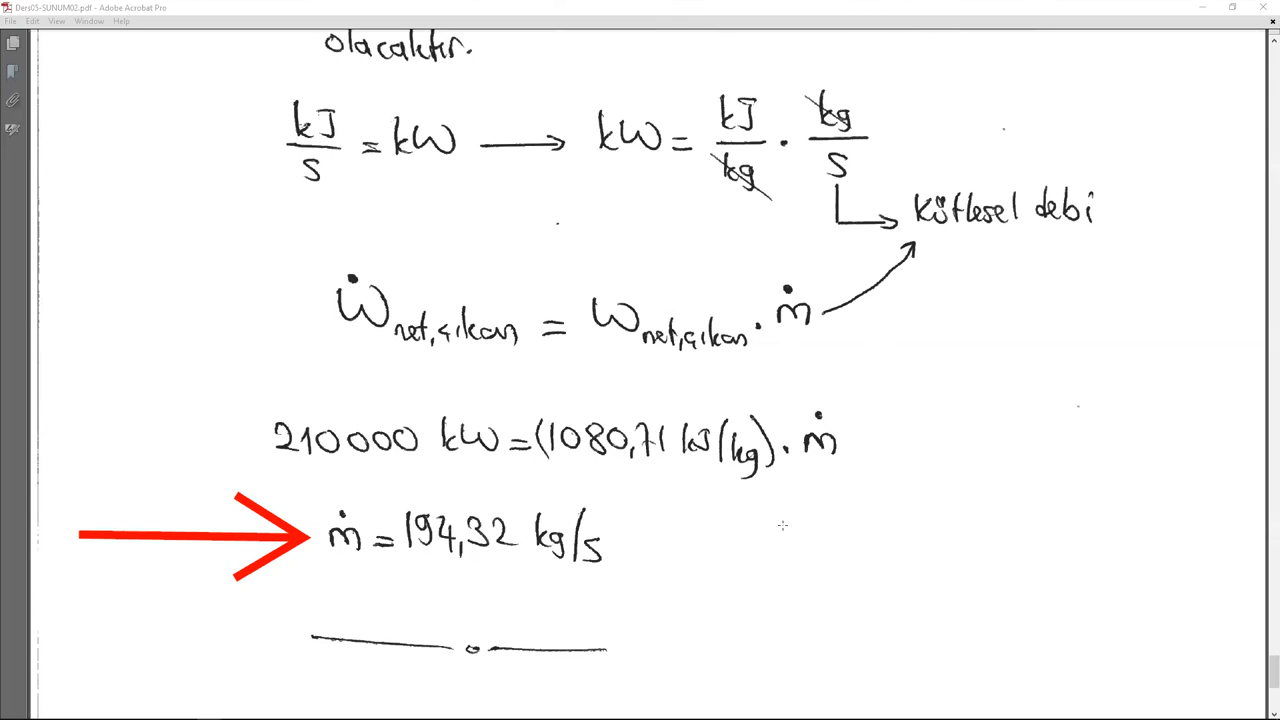 Ders05-SUNUM02.pdf - Adobe Acrobat Pro
File Edit View Window Help
olacaktır.
kJ/s = kW → kW = kJ/kg · kg/s
kütlesel debi
Ẇnet,çıkan = wnet,çıkan · ṁ
210000 kW = (1080,71 kJ/kg) · ṁ
ṁ = 194,32 kg/s